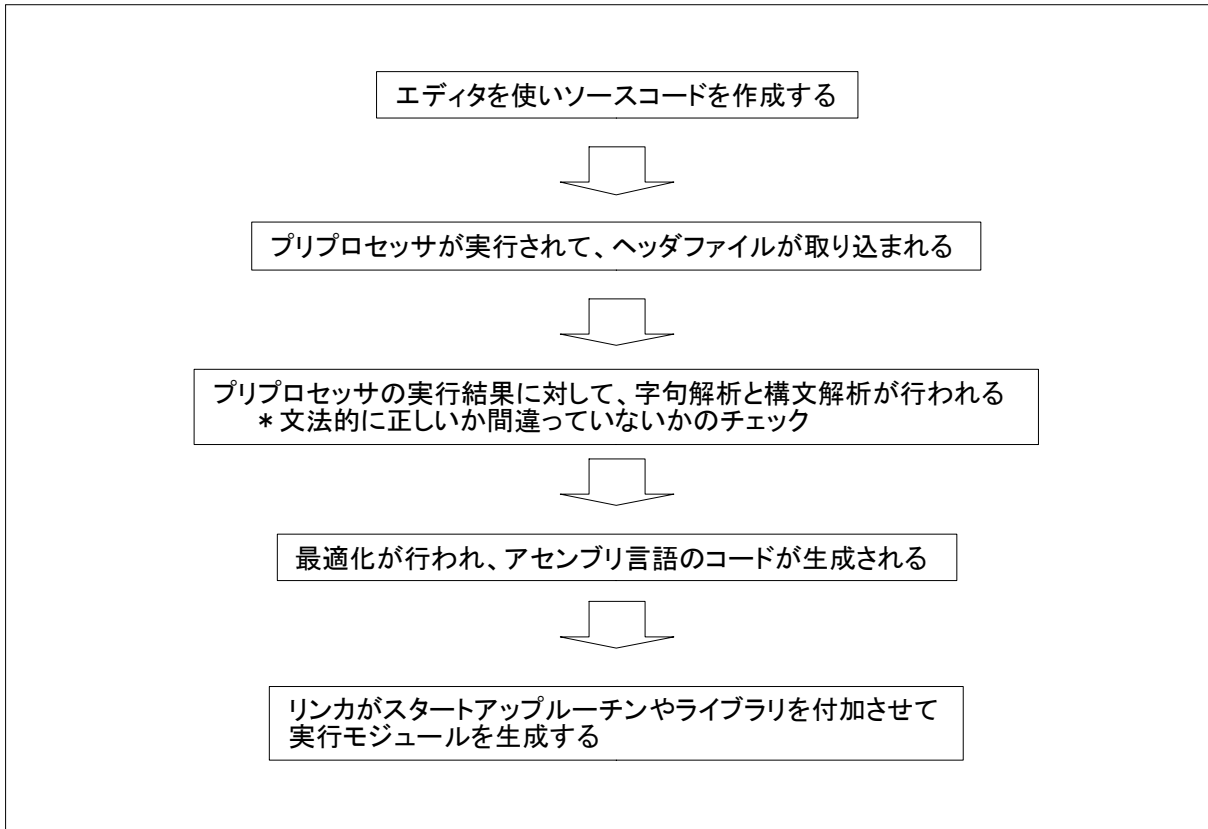 エディタを使いソースコードを作成する
プリプロセッサが実行されて、ヘッダファイルが取り込まれる
プリプロセッサの実行結果に対して、字句解析と構文解析が行われる
＊文法的に正しいか間違っていないかのチェック
最適化が行われ、アセンブリ言語のコードが生成される
リンカがスタートアップルーチンやライブラリを付加させて
実行モジュールを生成する